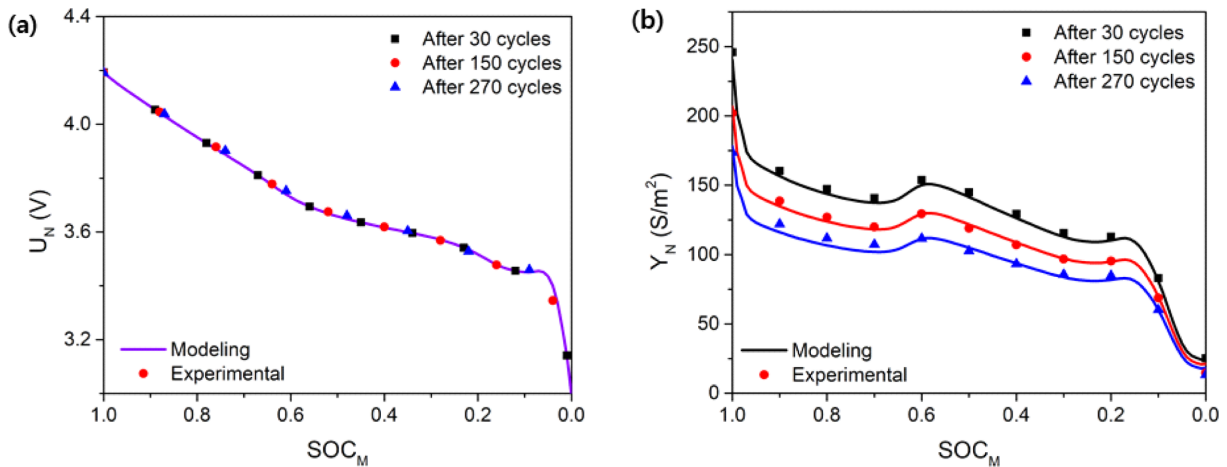 (a)
4.4
4.0
3.6
3.2
U_N (V)
After 30 cycles
After 150 cycles
After 270 cycles
Modeling
Experimental
1.0 0.8 0.6 0.4 0.2 0.0
SOC_M
(b)
250
200
150
100
50
0
Y_N (S/m²)
After 30 cycles
After 150 cycles
After 270 cycles
Modeling
Experimental
1.0 0.8 0.6 0.4 0.2 0.0
SOC_M